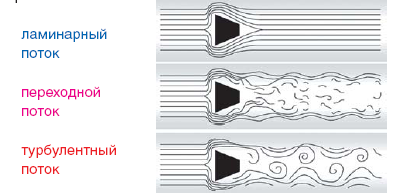 ламинарный
поток
переходной
поток
турбулентный
поток